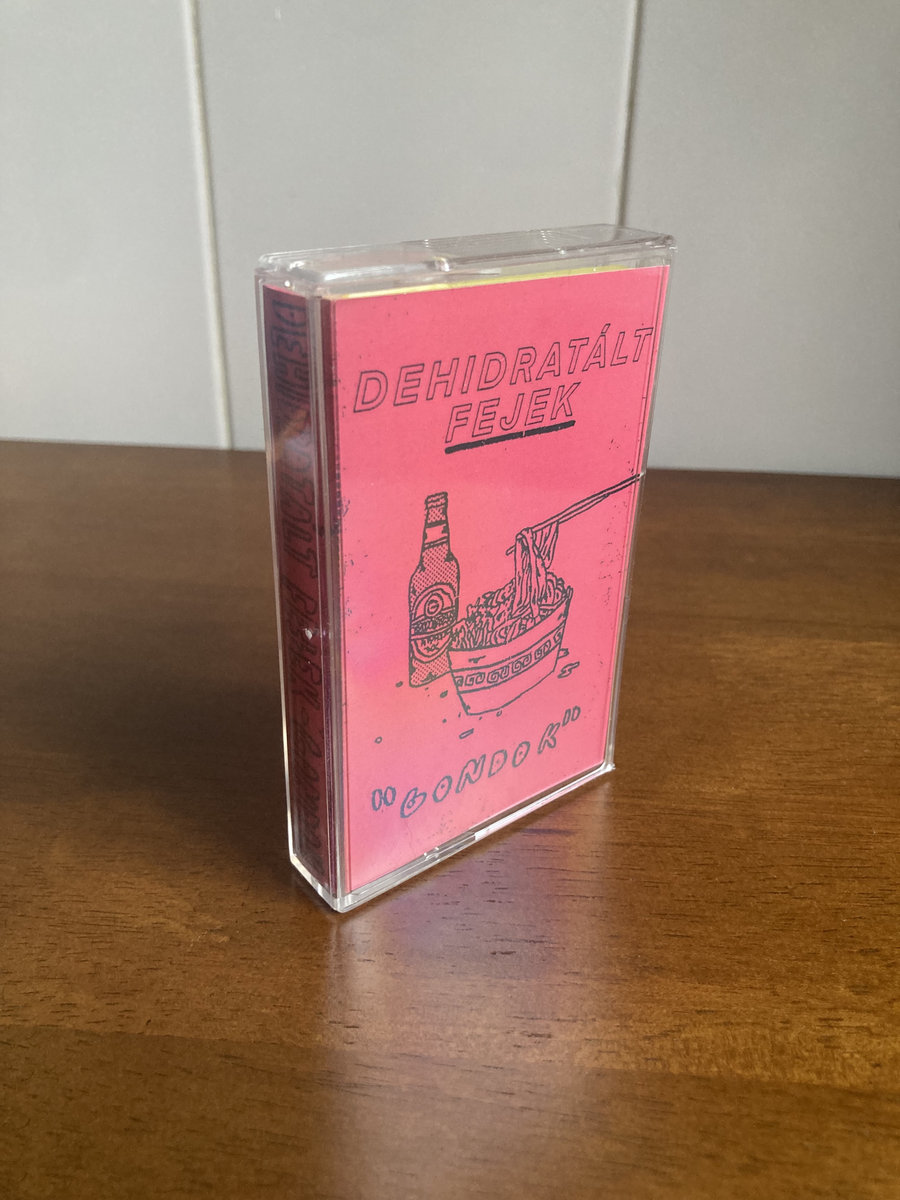 DEHIDRATÁLT
FEJEK
"GONDOK"